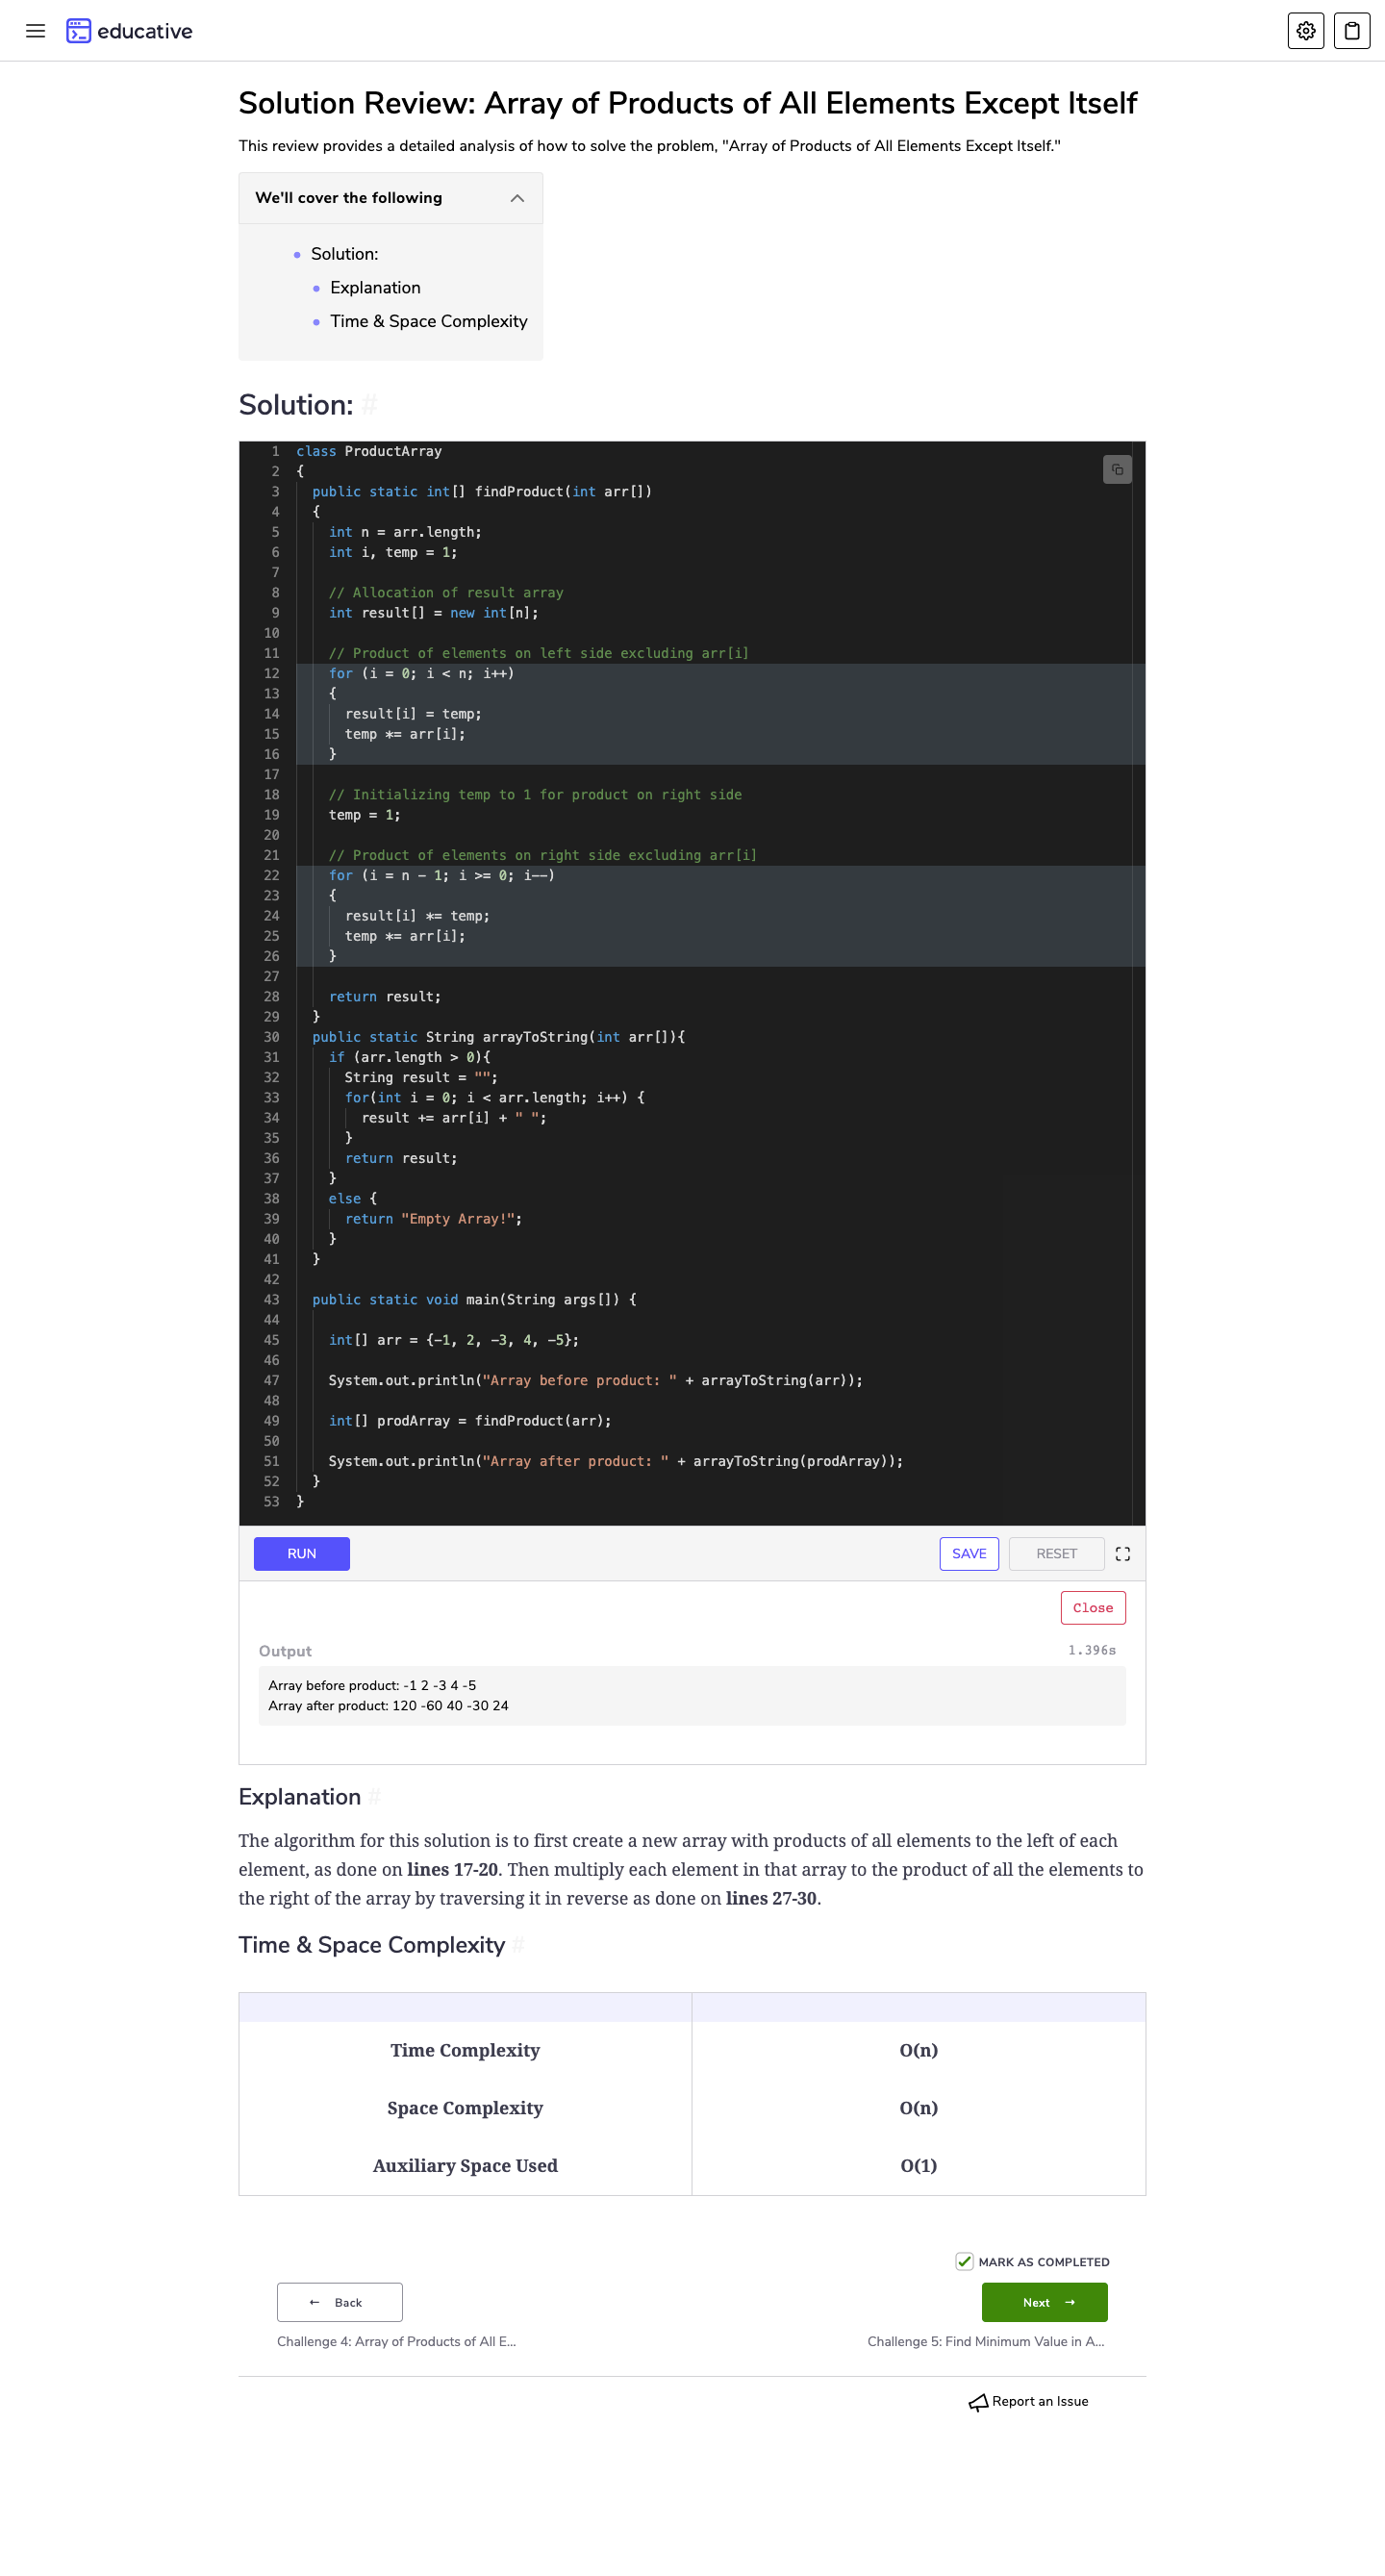 educative
Solution Review: Array of Products of All Elements Except Itself
This review provides a detailed analysis of how to solve the problem, "Array of Products of All Elements Except Itself."
We'll cover the following
Solution:
Explanation
Time & Space Complexity
Solution: #
1 class ProductArray
2 {
3   public static int[] findProduct(int arr[])
4   {
5     int n = arr.length;
6     int i, temp = 1;
7
8     // Allocation of result array
9     int result[] = new int[n];
10
11     // Product of elements on left side excluding arr[i]
12     for (i = 0; i < n; i++)
13     {
14       result[i] = temp;
15       temp *= arr[i];
16     }
17
18     // Initializing temp to 1 for product on right side
19     temp = 1;
20
21     // Product of elements on right side excluding arr[i]
22     for (i = n - 1; i >= 0; i--)
23     {
24       result[i] *= temp;
25       temp *= arr[i];
26     }
27
28     return result;
29   }
30   public static String arrayToString(int arr[]){
31     if (arr.length > 0){
32       String result = "";
33       for(int i = 0; i < arr.length; i++) {
34         result += arr[i] + " ";
35       }
36       return result;
37     }
38     else {
39       return "Empty Array!";
40     }
41   }
42
43   public static void main(String args[]) {
44
45     int[] arr = {-1, 2, -3, 4, -5};
46
47     System.out.println("Array before product: " + arrayToString(arr));
48
49     int[] prodArray = findProduct(arr);
50
51     System.out.println("Array after product: " + arrayToString(prodArray));
52   }
53 }
RUN SAVE RESET
Close
Output 1.396s
Array before product: -1 2 -3 4 -5
Array after product: 120 -60 40 -30 24
Explanation #
The algorithm for this solution is to first create a new array with products of all elements to the left of each
element, as done on lines 17-20. Then multiply each element in that array to the product of all the elements to
the right of the array by traversing it in reverse as done on lines 27-30.
Time & Space Complexity #
Time Complexity O(n)
Space Complexity O(n)
Auxiliary Space Used O(1)
MARK AS COMPLETED
← Back Next →
Challenge 4: Array of Products of All E... Challenge 5: Find Minimum Value in A...
Report an Issue